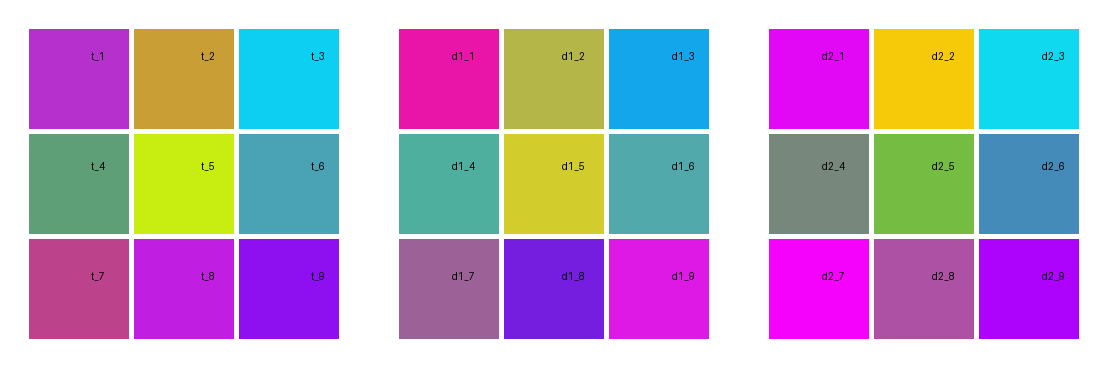 t_1 t_2 t_3 d1_1 d1_2 d1_3 d2_1 d2_2 d2_3
t_4 t_5 t_6 d1_4 d1_5 d1_6 d2_4 d2_5 d2_6
t_7 t_8 t_9 d1_7 d1_8 d1_9 d2_7 d2_8 d2_9